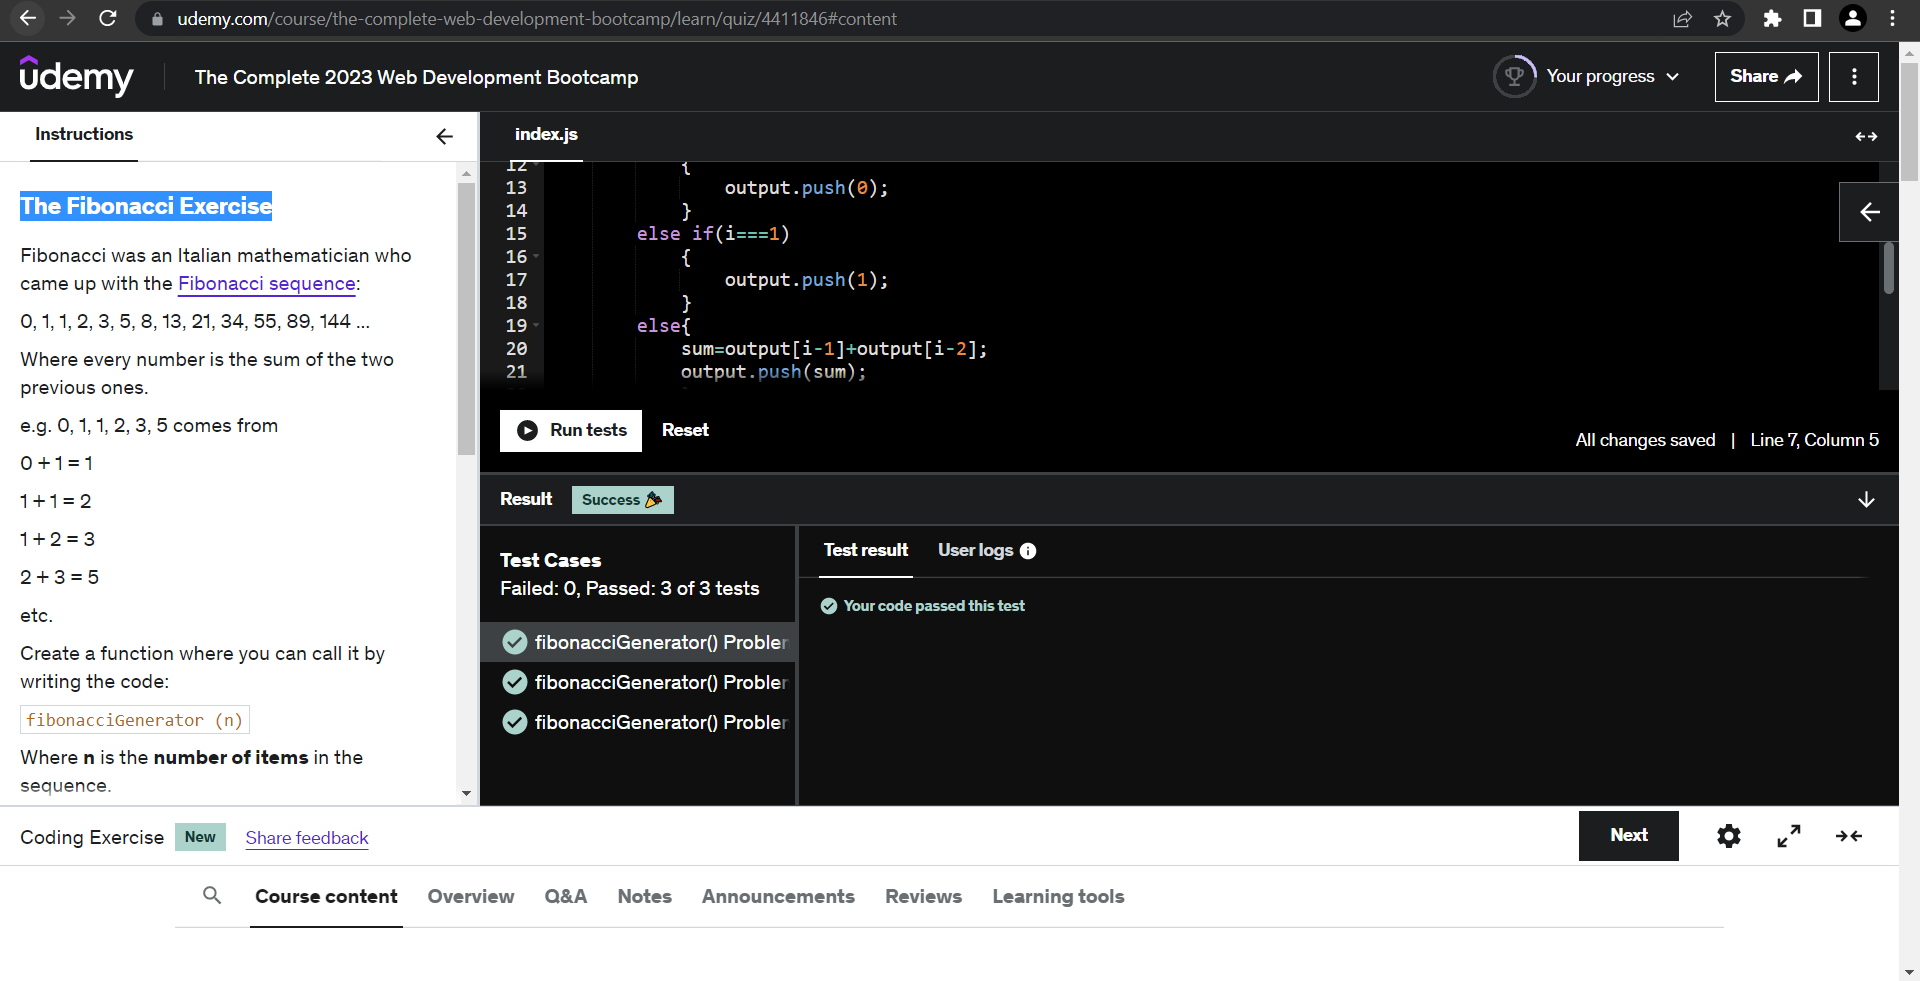 udemy.com/course/the-complete-web-development-bootcamp/learn/quiz/4411846#content
udemy
The Complete 2023 Web Development Bootcamp
Your progress
Share
Instructions
The Fibonacci Exercise
Fibonacci was an Italian mathematician who
came up with the Fibonacci sequence:
0, 1, 1, 2, 3, 5, 8, 13, 21, 34, 55, 89, 144 ...
Where every number is the sum of the two
previous ones.
e.g. 0, 1, 1, 2, 3, 5 comes from
0 + 1 = 1
1 + 1 = 2
1 + 2 = 3
2 + 3 = 5
etc.
Create a function where you can call it by
writing the code:
fibonacciGenerator (n)
Where n is the number of items in the
sequence.
index.js
12 {
13 output.push(0);
14 }
15 else if(i===1)
16 {
17 output.push(1);
18 }
19 else{
20 sum=output[i-1]+output[i-2];
21 output.push(sum);
Run tests
Reset
All changes saved | Line 7, Column 5
Result
Success
Test Cases
Failed: 0, Passed: 3 of 3 tests
fibonacciGenerator() Problem
fibonacciGenerator() Problem
fibonacciGenerator() Problem
Test result
User logs
Your code passed this test
Coding Exercise
New
Share feedback
Next
Course content
Overview
Q&A
Notes
Announcements
Reviews
Learning tools